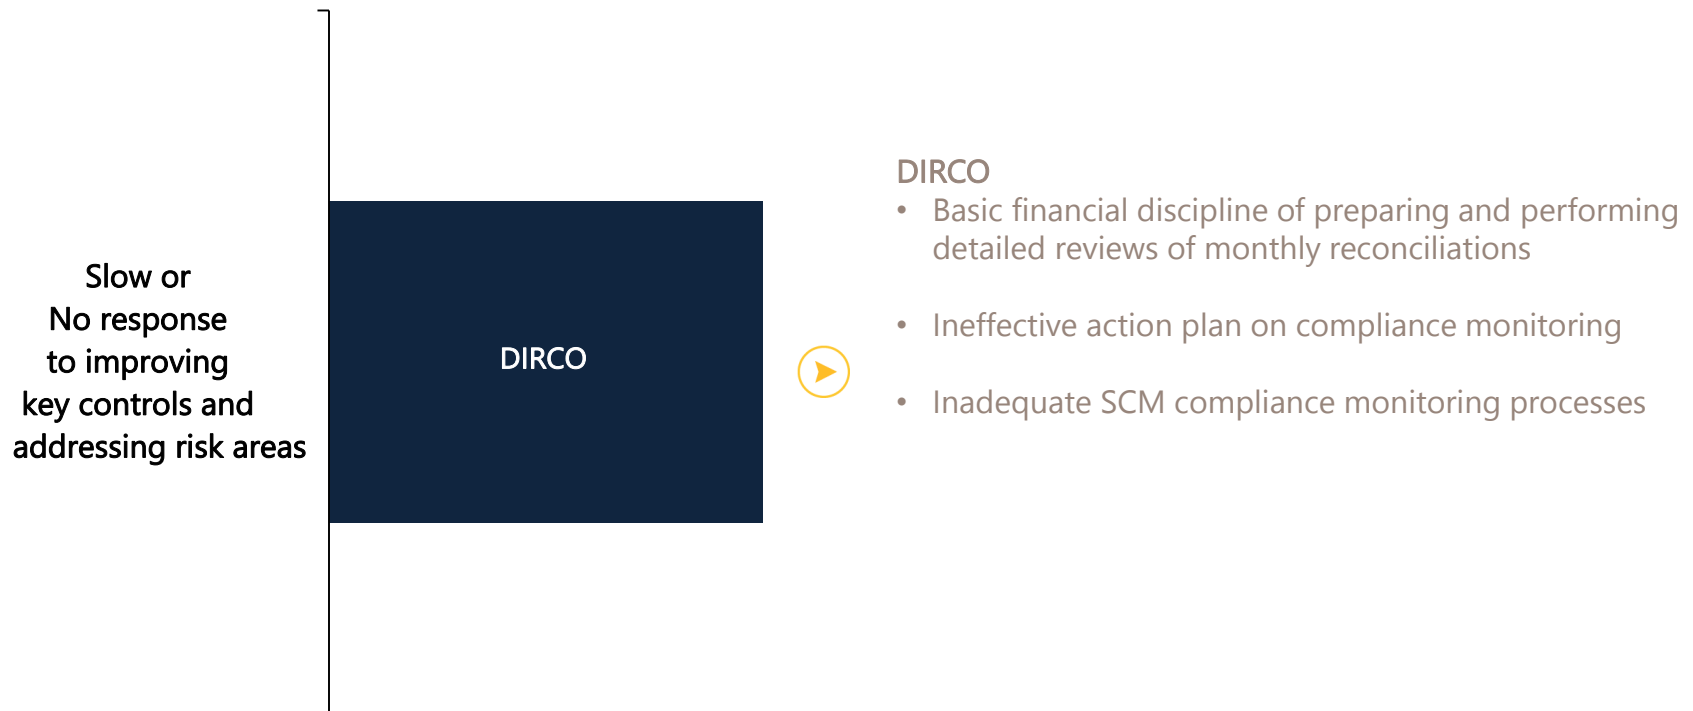 Slow or
No response
to improving
key controls and
addressing risk areas
DIRCO
DIRCO
• Basic financial discipline of preparing and performing
detailed reviews of monthly reconciliations
• Ineffective action plan on compliance monitoring
• Inadequate SCM compliance monitoring processes